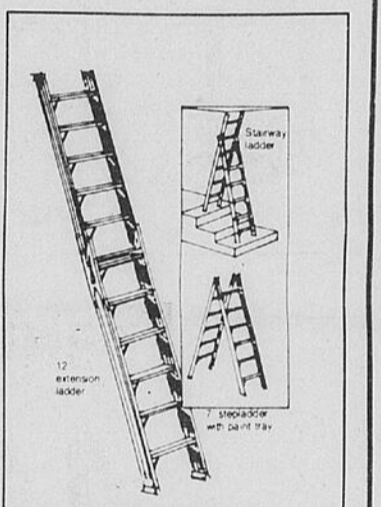 Stairway
ladder
12
extension
ladder
7 stepladder
with paint tray